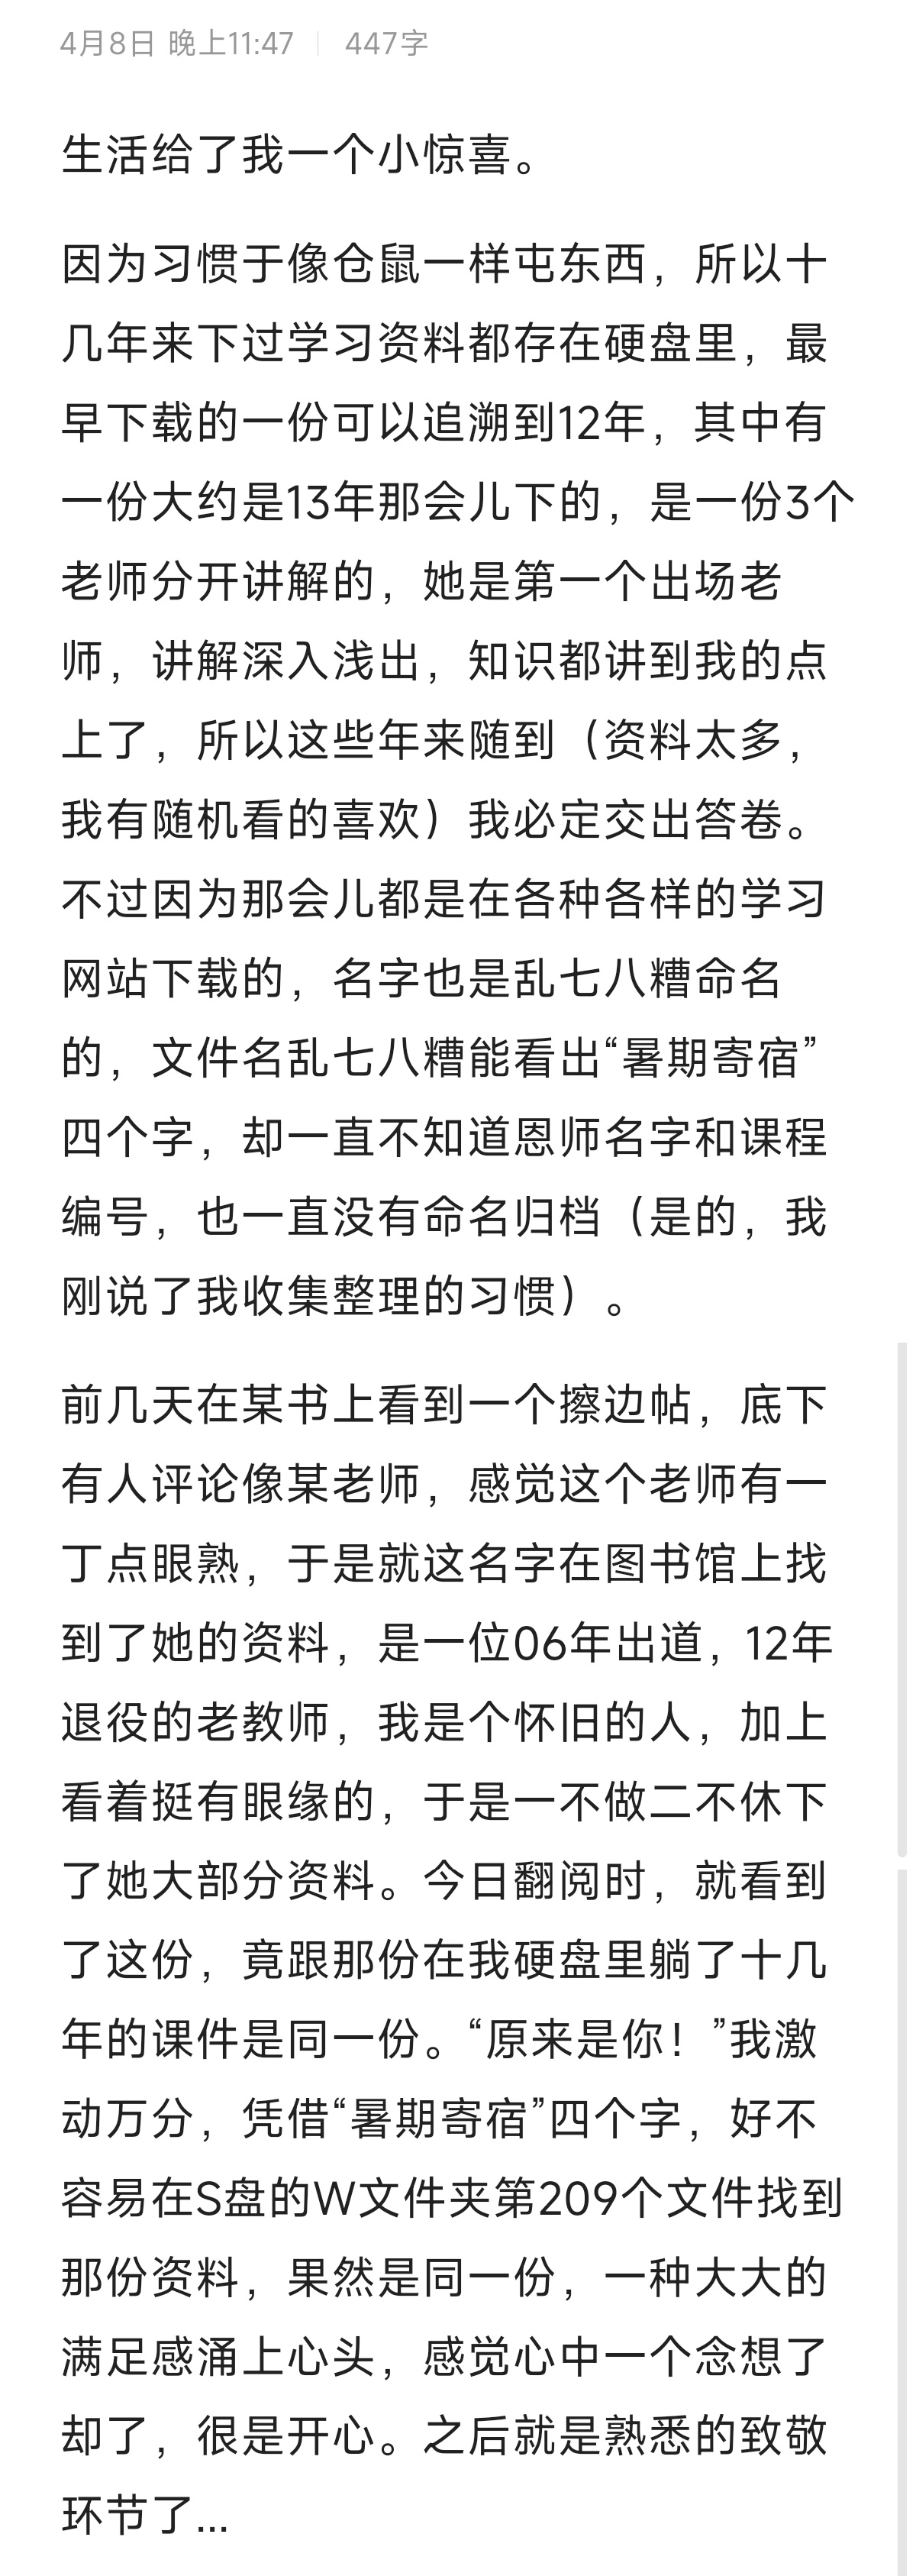 4月8日 晚上11:47 | 447字
生活给了我一个小惊喜。
因为习惯于像仓鼠一样屯东西，所以十
几年来下过学习资料都存在硬盘里，最
早下载的一份可以追溯到12年，其中有
一份大约是13年那会儿下的，是一份3个
老师分开讲解的，她是第一个出场老
师，讲解深入浅出，知识都讲到我的点
上了，所以这些年来随到（资料太多，
我有随机看的喜欢）我必定交出答卷。
不过因为那会儿都是在各种各样的学习
网站下载的，名字也是乱七八糟命名
的，文件名乱七八糟能看出“暑期寄宿”
四个字，却一直不知道恩师名字和课程
编号，也一直没有命名归档（是的，我
刚说了我收集整理的习惯）。
前几天在某书上看到一个擦边帖，底下
有人评论像某老师，感觉这个老师有一
丁点眼熟，于是就这名字在图书馆上找
到了她的资料，是一位06年出道，12年
退役的老教师，我是个怀旧的人，加上
看着挺有眼缘的，于是一不做二不休下
了她大部分资料。今日翻阅时，就看到
了这份，竟跟那份在我硬盘里躺了十几
年的课件是同一份。“原来是你！”我激
动万分，凭借“暑期寄宿”四个字，好不
容易在S盘的W文件夹第209个文件找到
那份资料，果然是同一份，一种大大的
满足感涌上心头，感觉心中一个念想了
却了，很是开心。之后就是熟悉的致敬
环节了...